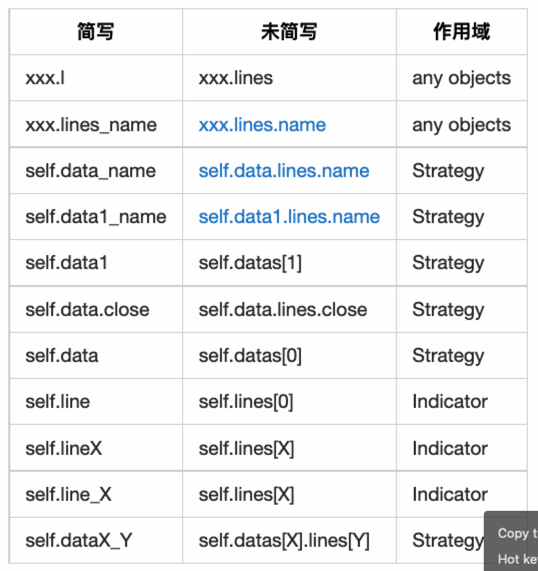 简写 未简写 作用域
xxx.l xxx.lines any objects
xxx.lines_name xxx.lines.name any objects
self.data_name self.data.lines.name Strategy
self.data1_name self.data1.lines.name Strategy
self.data1 self.datas[1] Strategy
self.data.close self.data.lines.close Strategy
self.data self.datas[0] Strategy
self.line self.lines[0] Indicator
self.lineX self.lines[X] Indicator
self.line_X self.lines[X] Indicator
self.dataX_Y self.datas[X].lines[Y] Strategy
Copy t
Hot ke